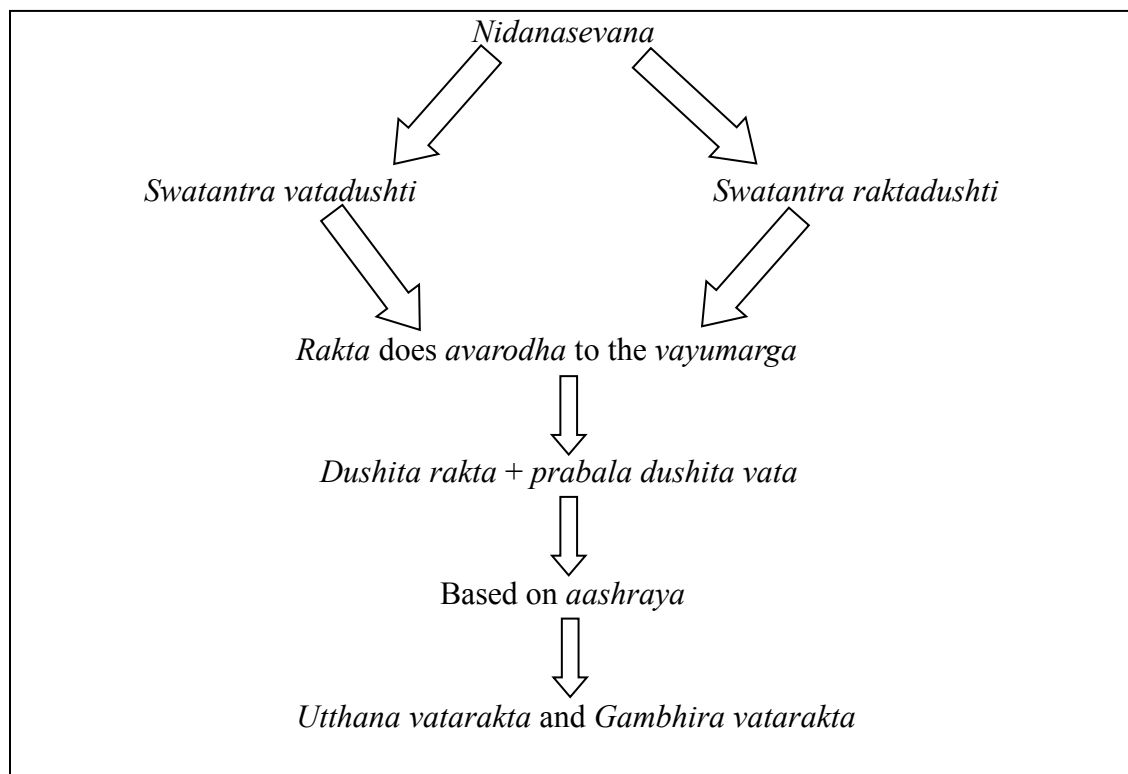 Nidanasevana
Swatantra vatadushti
Swatantra raktadushti
Rakta does avarodha to the vayumarga
Dushita rakta + prabala dushita vata
Based on aashraya
Utthana vatarakta and Gambhira vatarakta